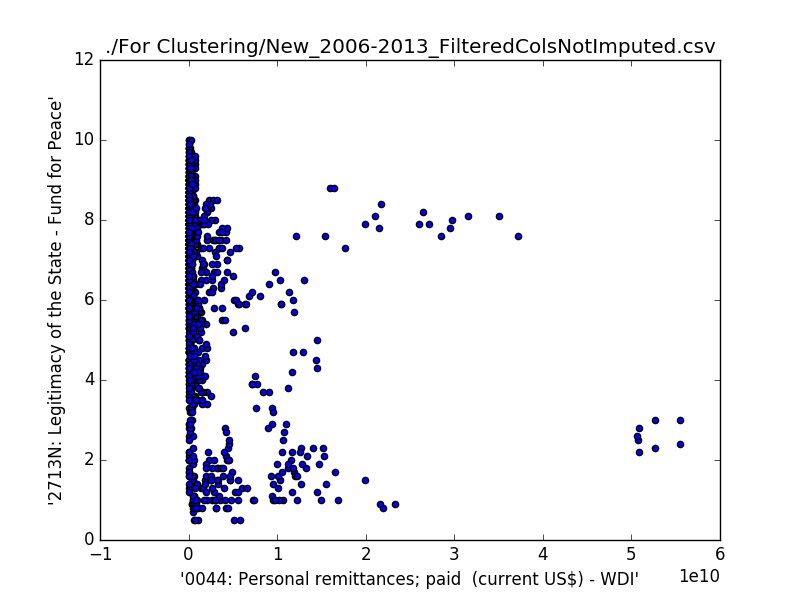 ./For Clustering/New_2006-2013_FilteredColsNotImputed.csv
12
10
8
6
4
2
0
'2713N: Legitimacy of the State - Fund for Peace'
−1 0 1 2 3 4 5 6
1e10
'0044: Personal remittances; paid  (current US$) - WDI'